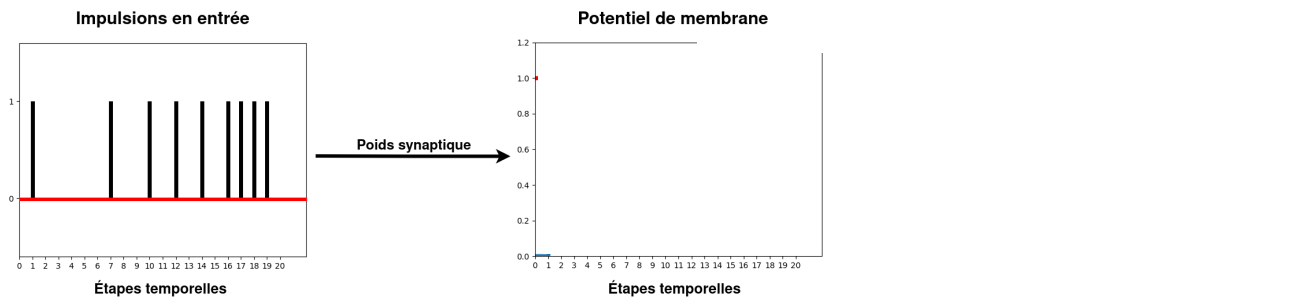 Impulsions en entrée
Potentiel de membrane
1
0
0 1 2 3 4 5 6 7 8 9 10 11 12 13 14 15 16 17 18 19 20
Étapes temporelles
Poids synaptique
1.2
1.0
0.8
0.6
0.4
0.2
0.0
0 1 2 3 4 5 6 7 8 9 10 11 12 13 14 15 16 17 18 19 20
Étapes temporelles